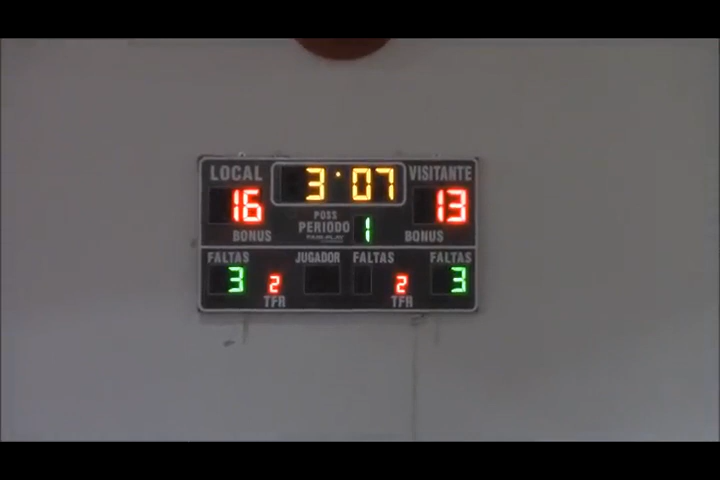 LOCAL 3:07 VISITANTE
16 POSS 13
PERIODO 1
BONUS BONUS
FALTAS JUGADOR FALTAS FALTAS
3 2 2 3
TFR TFR